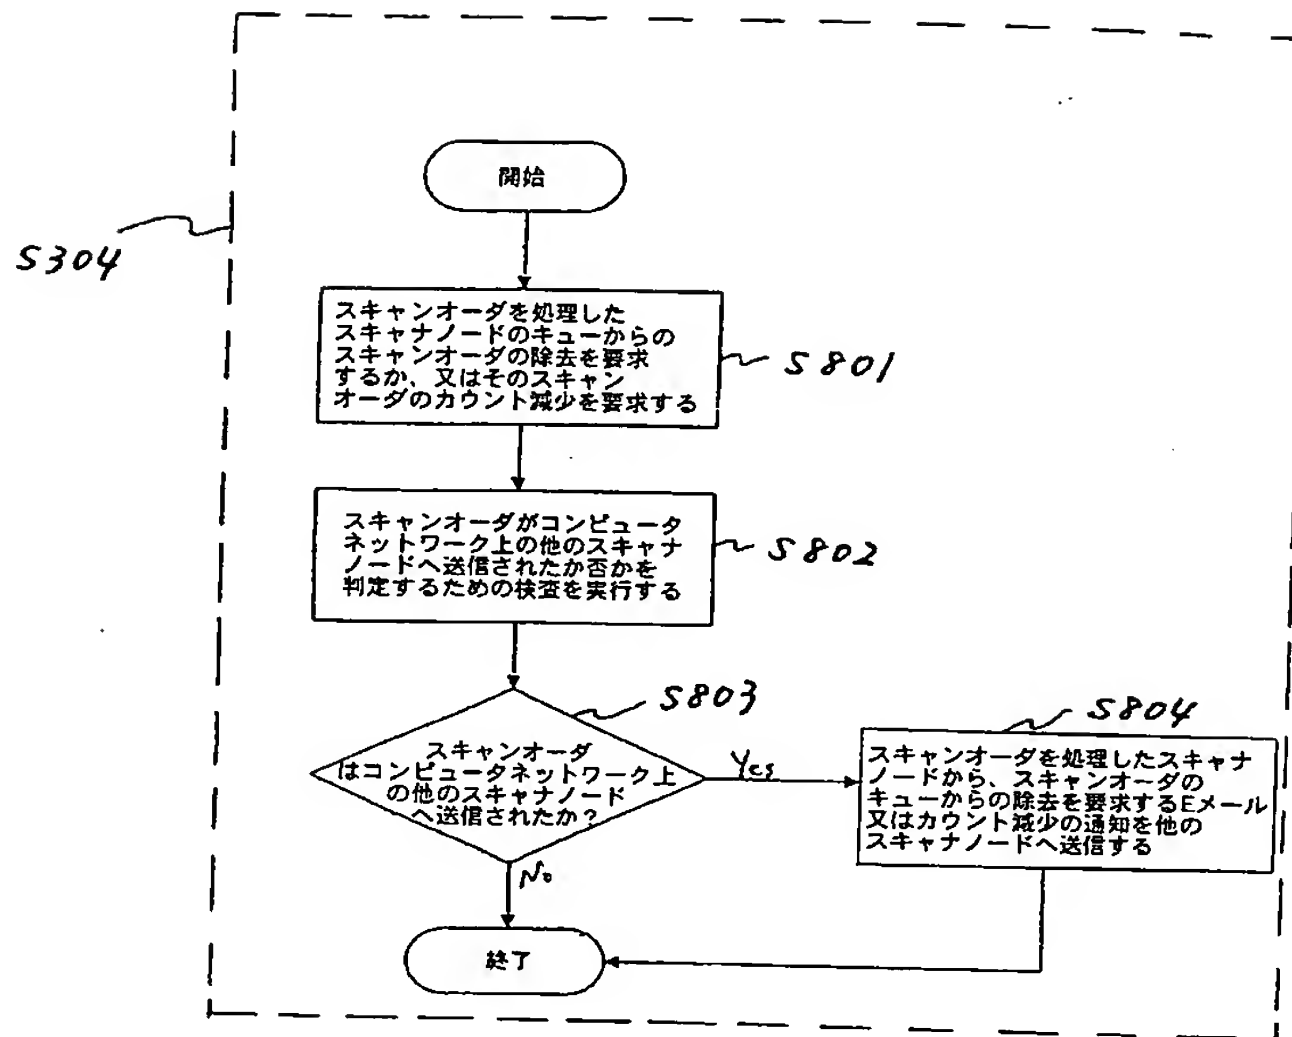 開始
S304
スキャンオーダを処理した
スキャナノードのキューからの
スキャンオーダの除去を要求
するか、又はそのスキャン
オーダのカウント減少を要求する
S801
スキャンオーダがコンピュータ
ネットワーク上の他のスキャナ
ノードへ送信されたか否かを
判定するための検査を実行する
S802
S803
スキャンオーダ
はコンピュータネットワーク上
の他のスキャナノード
へ送信されたか?
Yes
S804
スキャンオーダを処理したスキャナ
ノードから、スキャンオーダの
キューからの除去を要求するEメール
又はカウント減少の通知を他の
スキャナノードへ送信する
No
終了